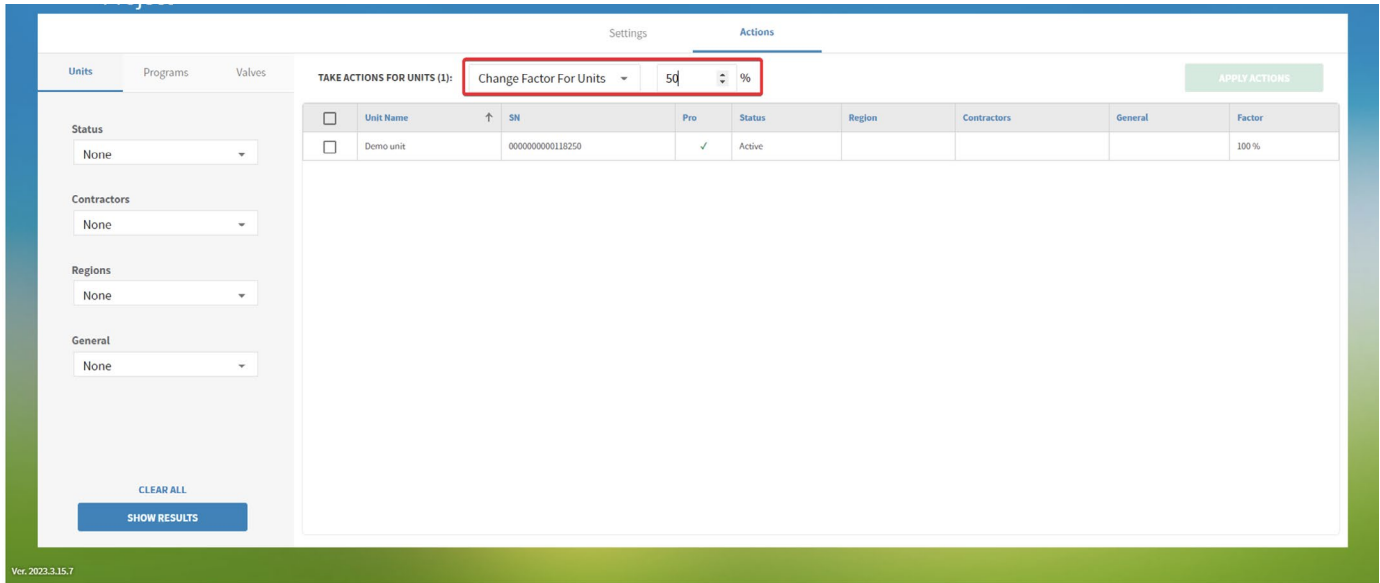 Settings Actions
Units Programs Valves
TAKE ACTIONS FOR UNITS (1): Change Factor For Units 50 % APPLY ACTIONS
Unit Name SN Pro Status Region Contractors General Factor
Demo unit 0000000000118250 ✓ Active 100 %
Status
None
Contractors
None
Regions
None
General
None
CLEAR ALL
SHOW RESULTS
Ver. 2023.3.15.7